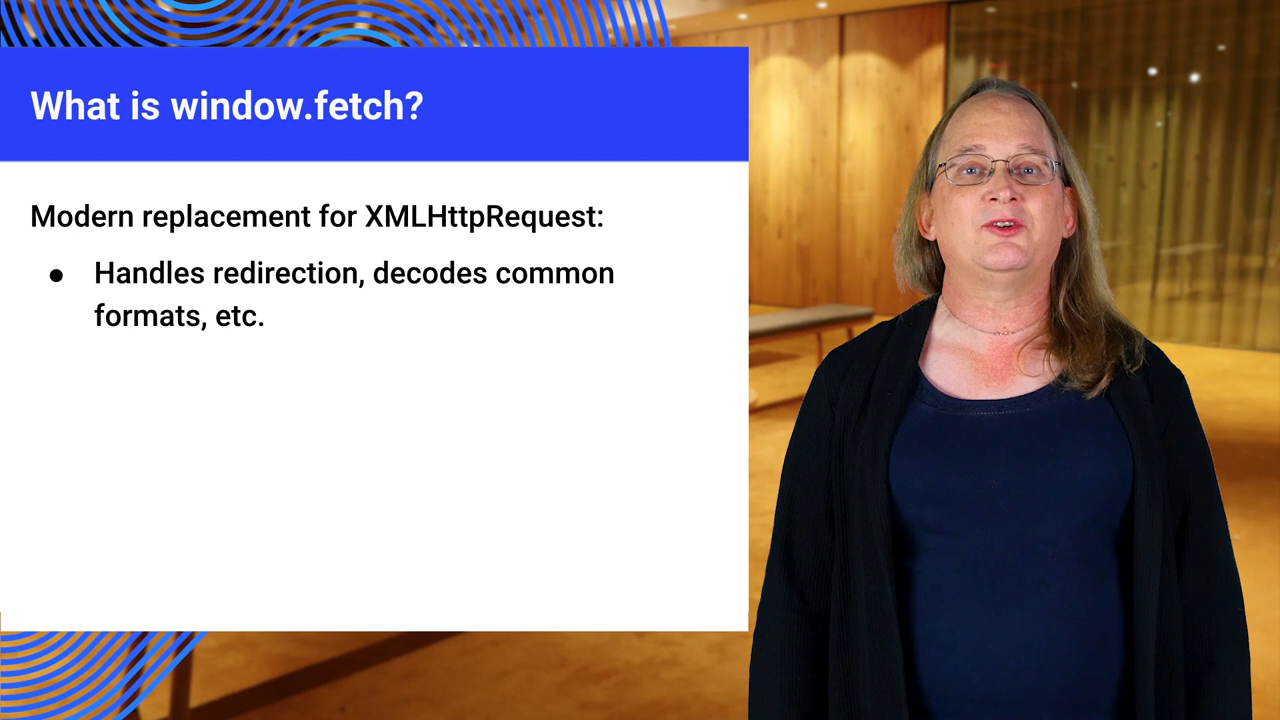 What is window.fetch?
Modern replacement for XMLHttpRequest:
● Handles redirection, decodes common
formats, etc.